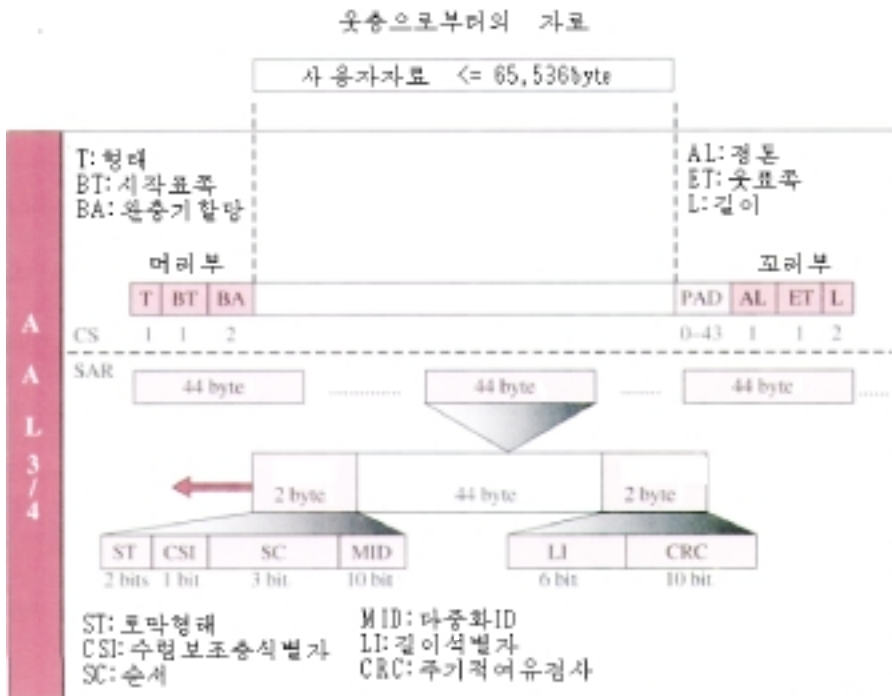 웃층으로부터의 자료
사용자자료 <= 65,536byte
T:형태
BT:시작표쪽
BA:완충기할당
AL:정돈
ET:웃표쪽
L:길이
머리부
꼬리부
T BT BA PAD AL ET L
CS 1 1 2 0-43 1 1 2
AAL3/4
SAR
44 byte ........... 44 byte ...... 44 byte ......
2 byte 44 byte 2 byte
ST CSI SC MID LI CRC
2 bits 1 bit 3 bit 10 bit 6 bit 10 bit
ST:토막형태
CSI:수렴보조층식별자
SC:순서
MID:다중화ID
LI:길이석별자
CRC:주기적여유검사